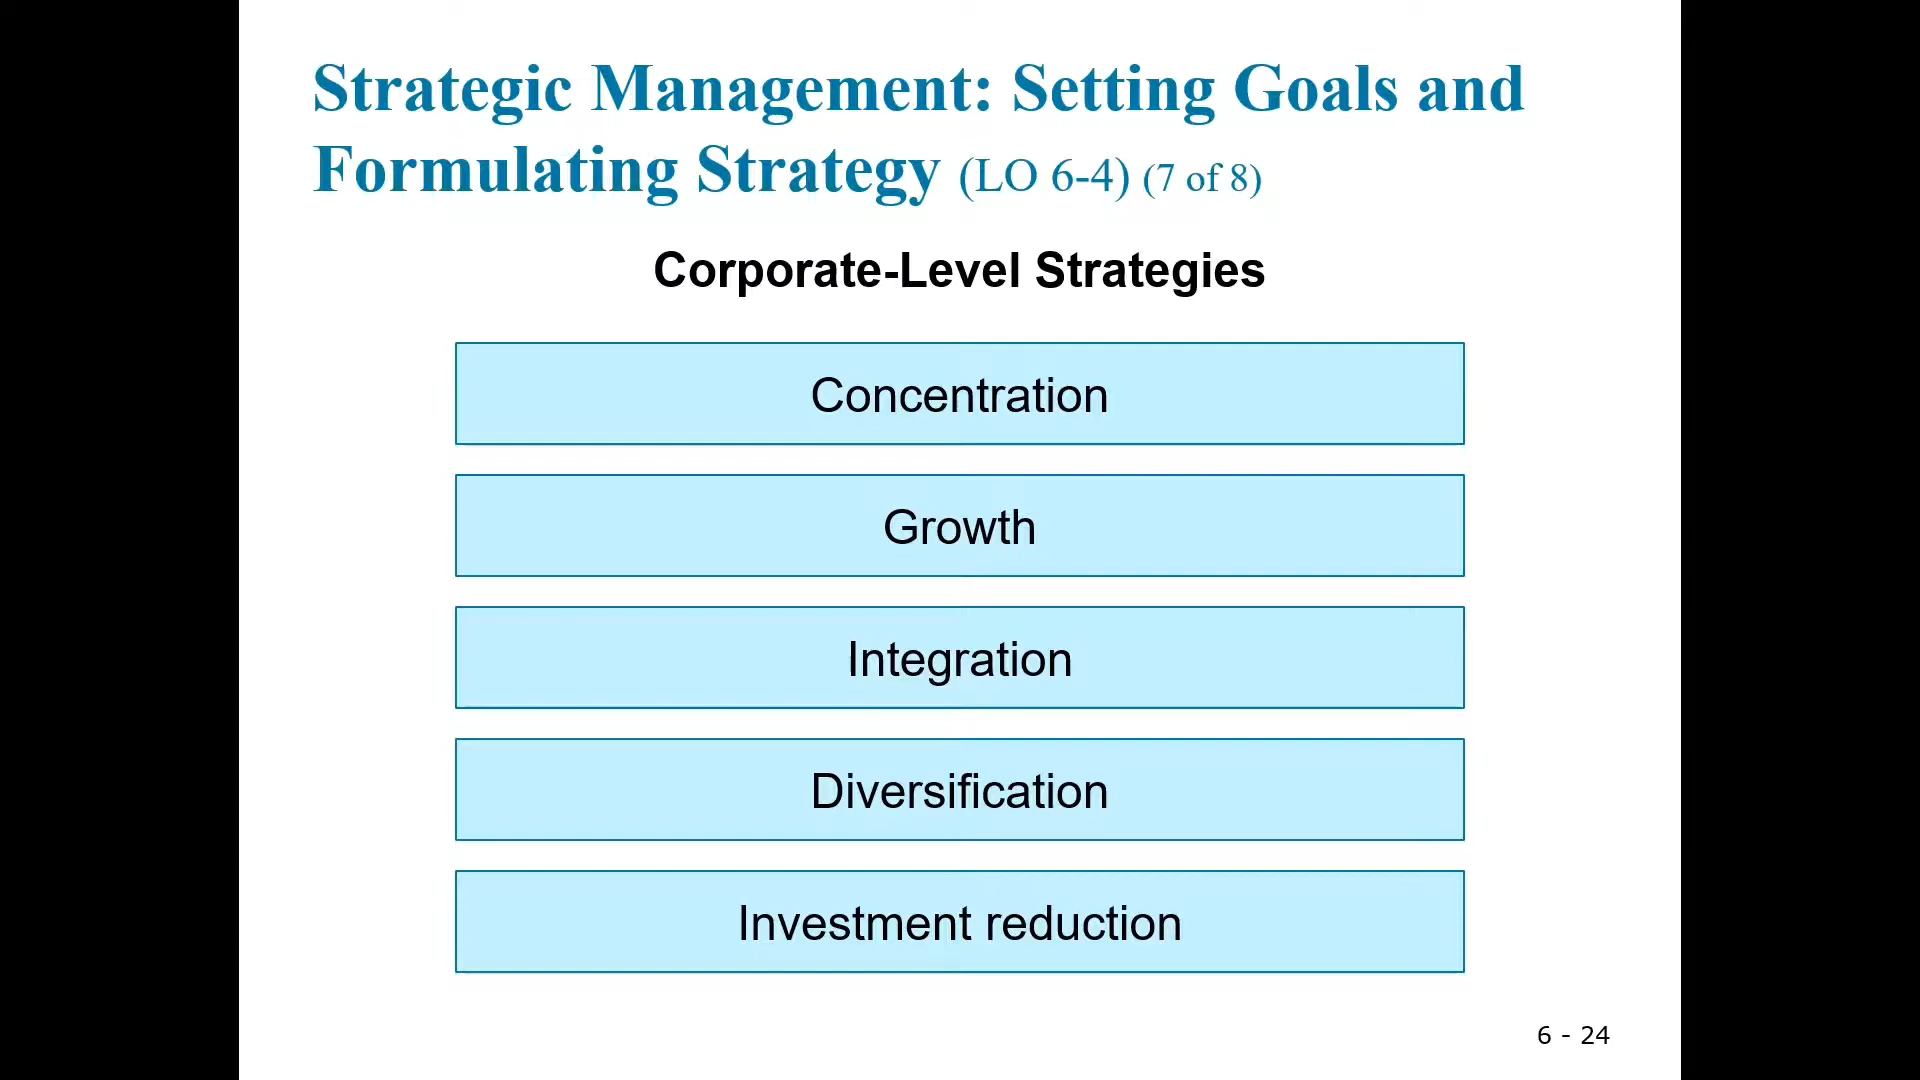 Strategic Management: Setting Goals and
Formulating Strategy (LO 6-4) (7 of 8)
Corporate-Level Strategies
Concentration
Growth
Integration
Diversification
Investment reduction
6 - 24